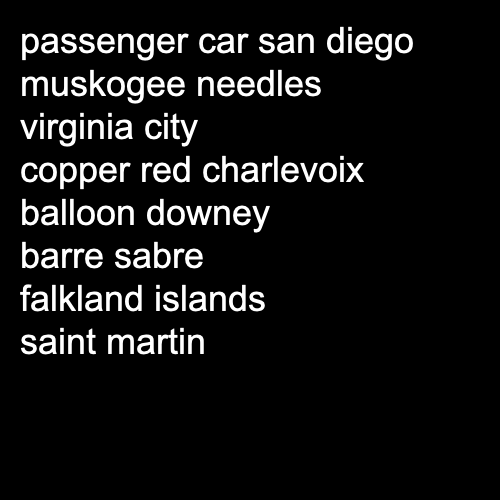 passenger car san diego
muskogee needles
virginia city
copper red charlevoix
balloon downey
barre sabre
falkland islands
saint martin